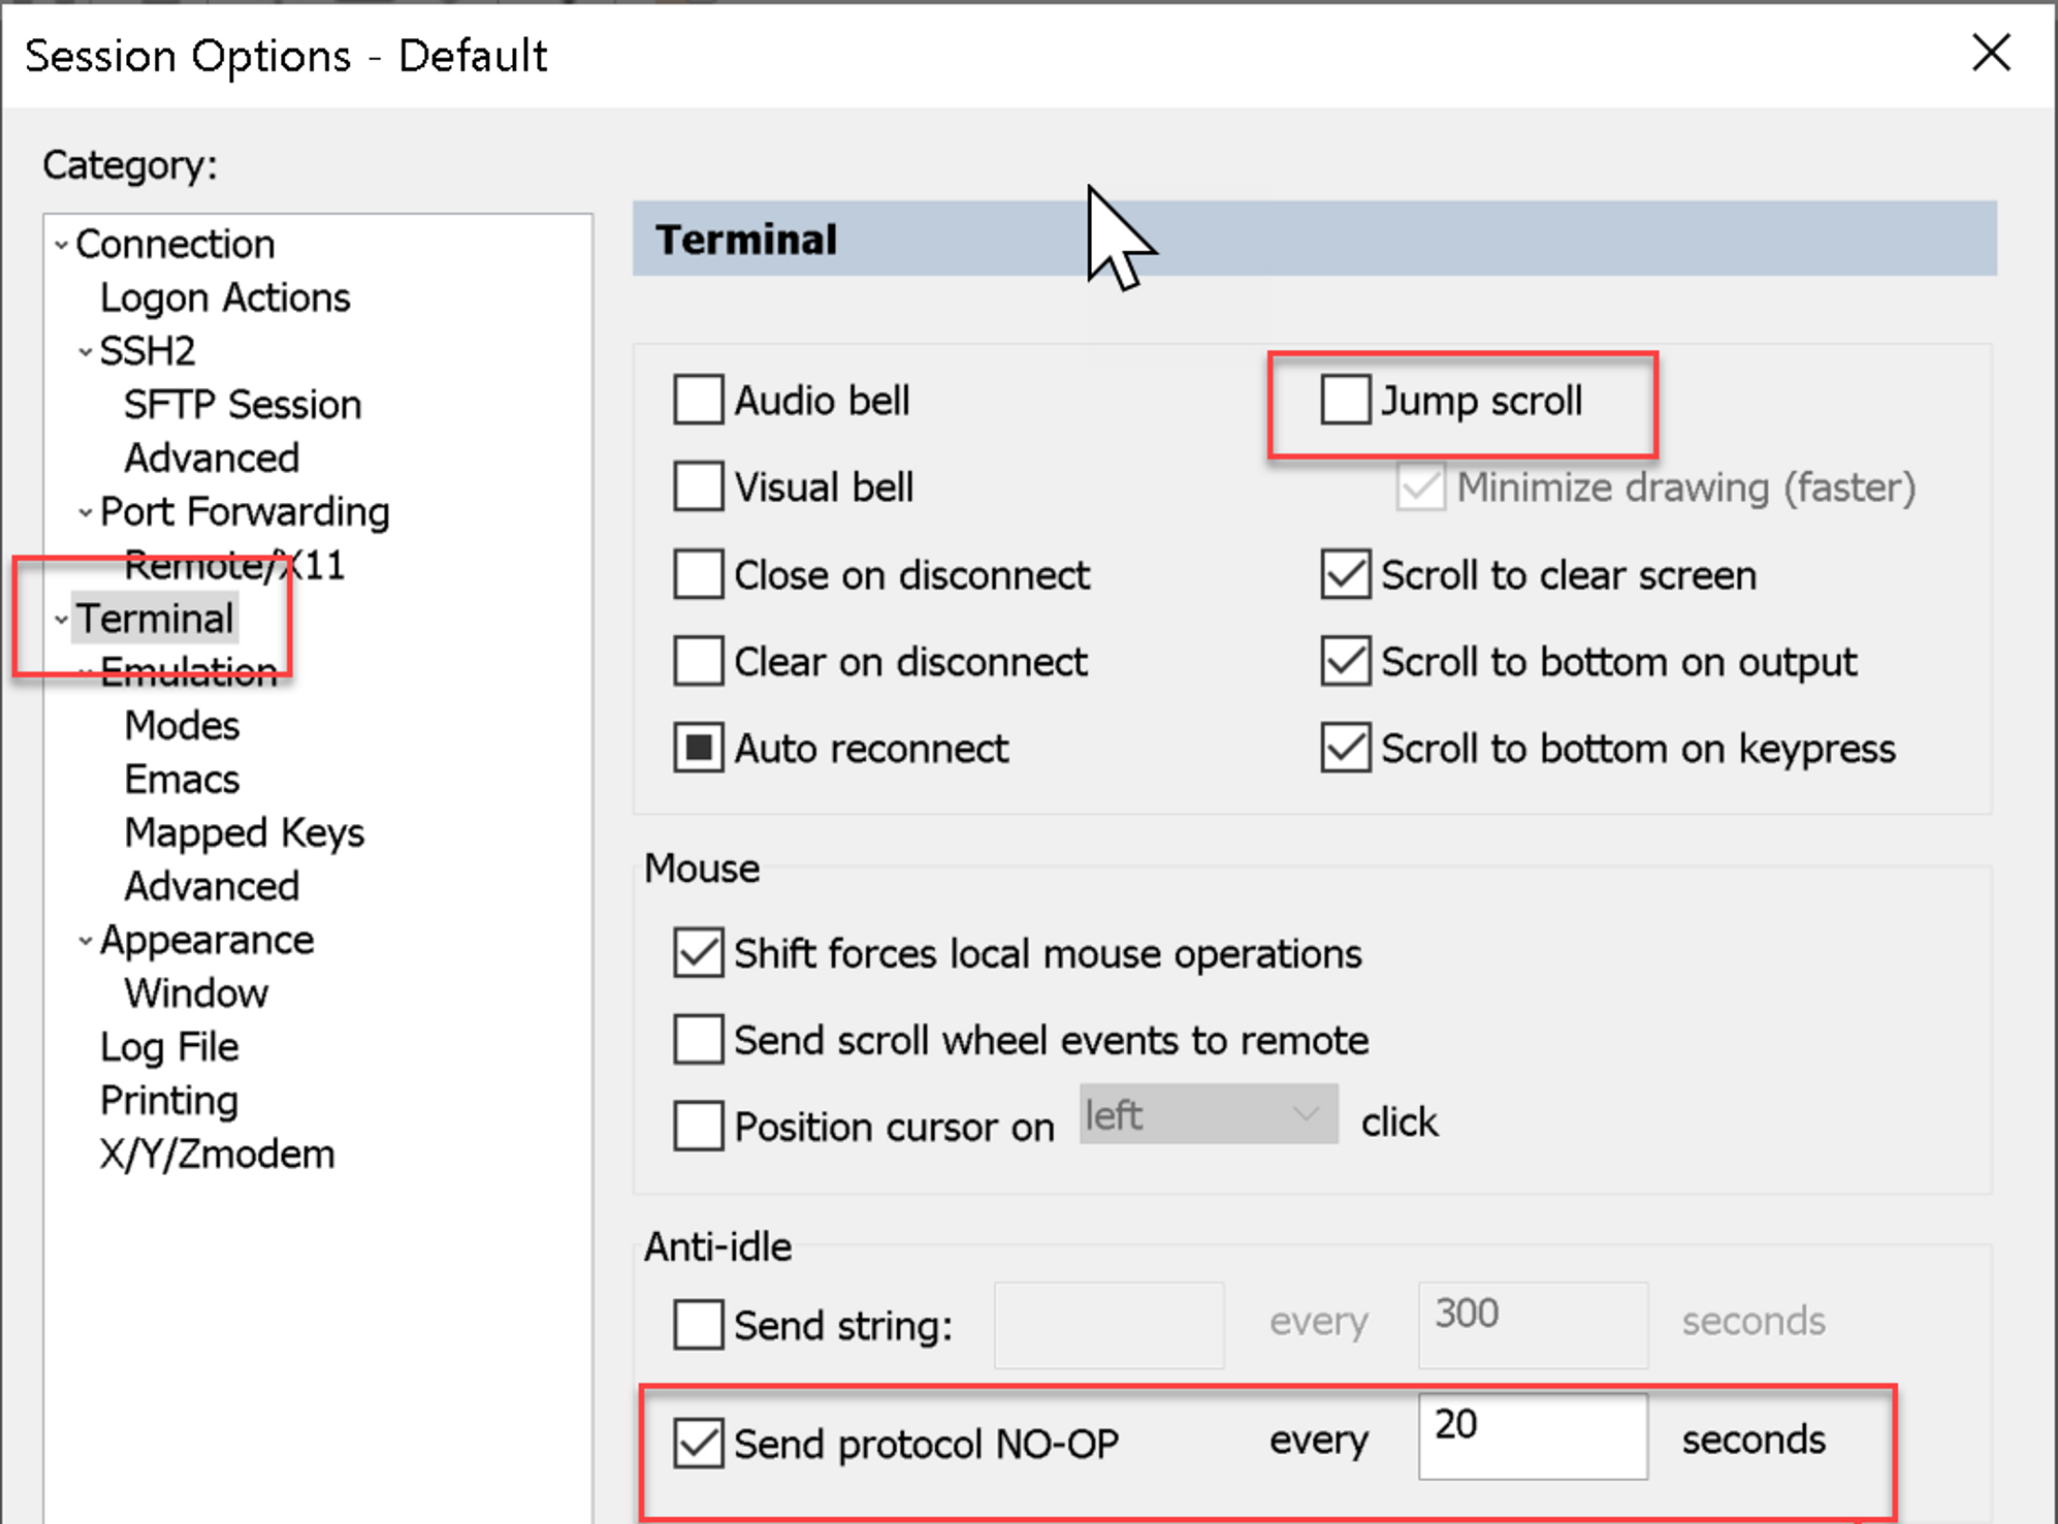 Session Options - Default
Category:
Connection
Logon Actions
SSH2
SFTP Session
Advanced
Port Forwarding
Remote/X11
Terminal
Emulation
Modes
Emacs
Mapped Keys
Advanced
Appearance
Window
Log File
Printing
X/Y/Zmodem
Terminal
Audio bell
Jump scroll
Visual bell
Minimize drawing (faster)
Close on disconnect
Scroll to clear screen
Clear on disconnect
Scroll to bottom on output
Auto reconnect
Scroll to bottom on keypress
Mouse
Shift forces local mouse operations
Send scroll wheel events to remote
Position cursor on left click
Anti-idle
Send string: every 300 seconds
Send protocol NO-OP every 20 seconds